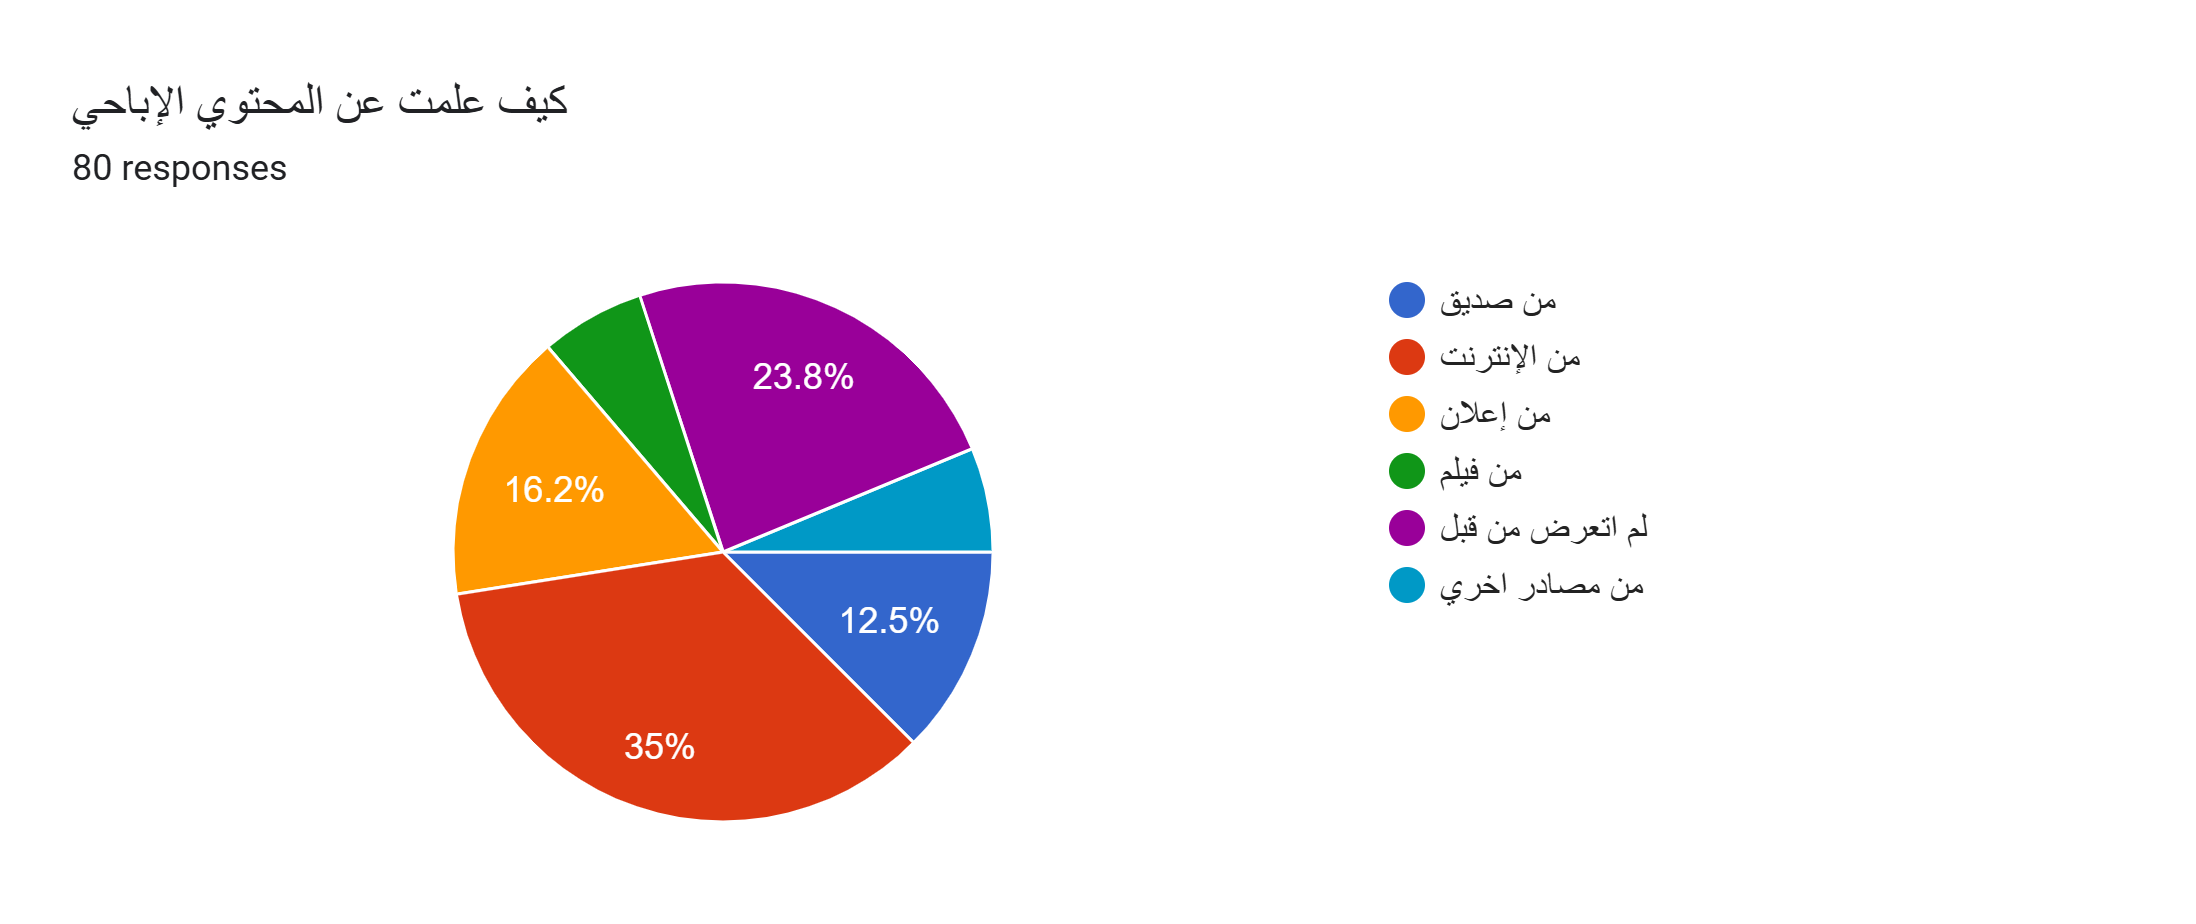 كيف علمت عن المحتوي الإباحي
80 responses
23.8%
16.2%
12.5%
35%
من صديق
من الإنترنت
من إعلان
من فيلم
لم اتعرض من قبل
من مصادر اخري